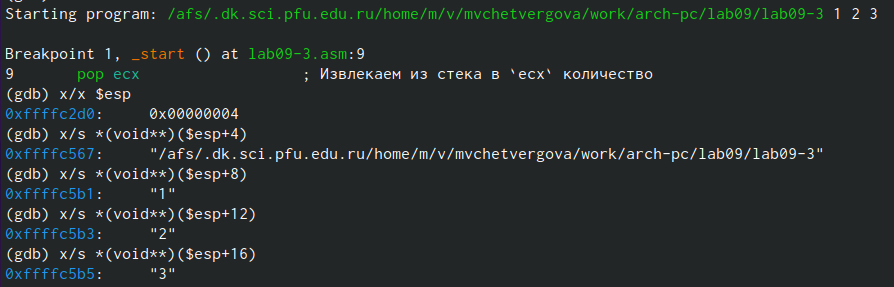 Starting program: /afs/.dk.sci.pfu.edu.ru/home/m/v/mvchetvergova/work/arch-pc/lab09/lab09-3 1 2 3
Breakpoint 1, _start () at lab09-3.asm:9
9 pop ecx ; Извлекаем из стека в `ecx` количество
(gdb) x/x $esp
0xffffc2d0: 0x00000004
(gdb) x/s *(void**)($esp+4)
0xffffc567: "/afs/.dk.sci.pfu.edu.ru/home/m/v/mvchetvergova/work/arch-pc/lab09/lab09-3"
(gdb) x/s *(void**)($esp+8)
0xffffc5b1: "1"
(gdb) x/s *(void**)($esp+12)
0xffffc5b3: "2"
(gdb) x/s *(void**)($esp+16)
0xffffc5b5: "3"